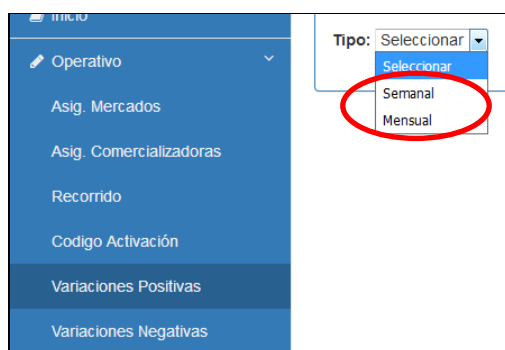 Inicio
Operativo
Asig. Mercados
Asig. Comercializadoras
Recorrido
Codigo Activación
Variaciones Positivas
Variaciones Negativas
Tipo: Seleccionar
Seleccionar
Semanal
Mensual